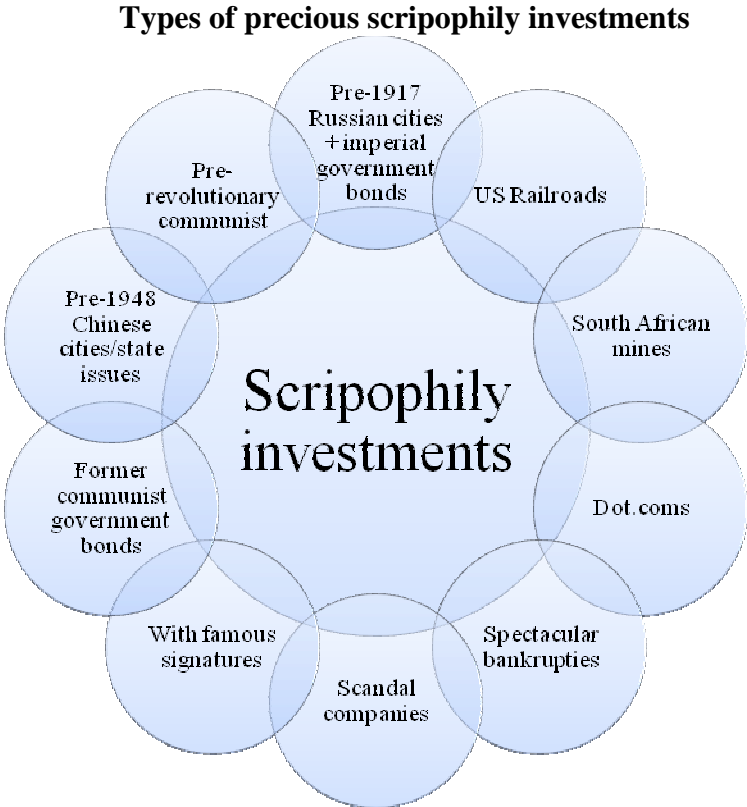 Types of precious scripophily investments
Pre-1917
Russian cities
+imperial
government
bonds
US Railroads
South African
mines
Dot.coms
Spectacular
bankrupties
Scandal
companies
With famous
signatures
Former
communist
government
bonds
Pre-1948
Chinese
cities/state
issues
Pre-
revolutionary
communist
Scripophily
investments